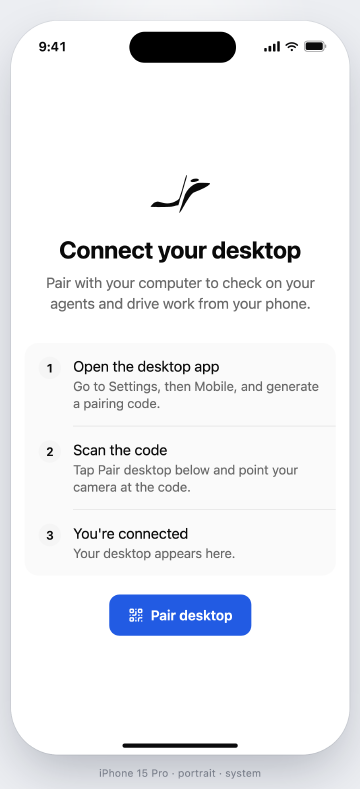 9:41
Connect your desktop
Pair with your computer to check on your
agents and drive work from your phone.
1
Open the desktop app
Go to Settings, then Mobile, and generate
a pairing code.
2
Scan the code
Tap Pair desktop below and point your
camera at the code.
3
You're connected
Your desktop appears here.
Pair desktop
iPhone 15 Pro · portrait · system